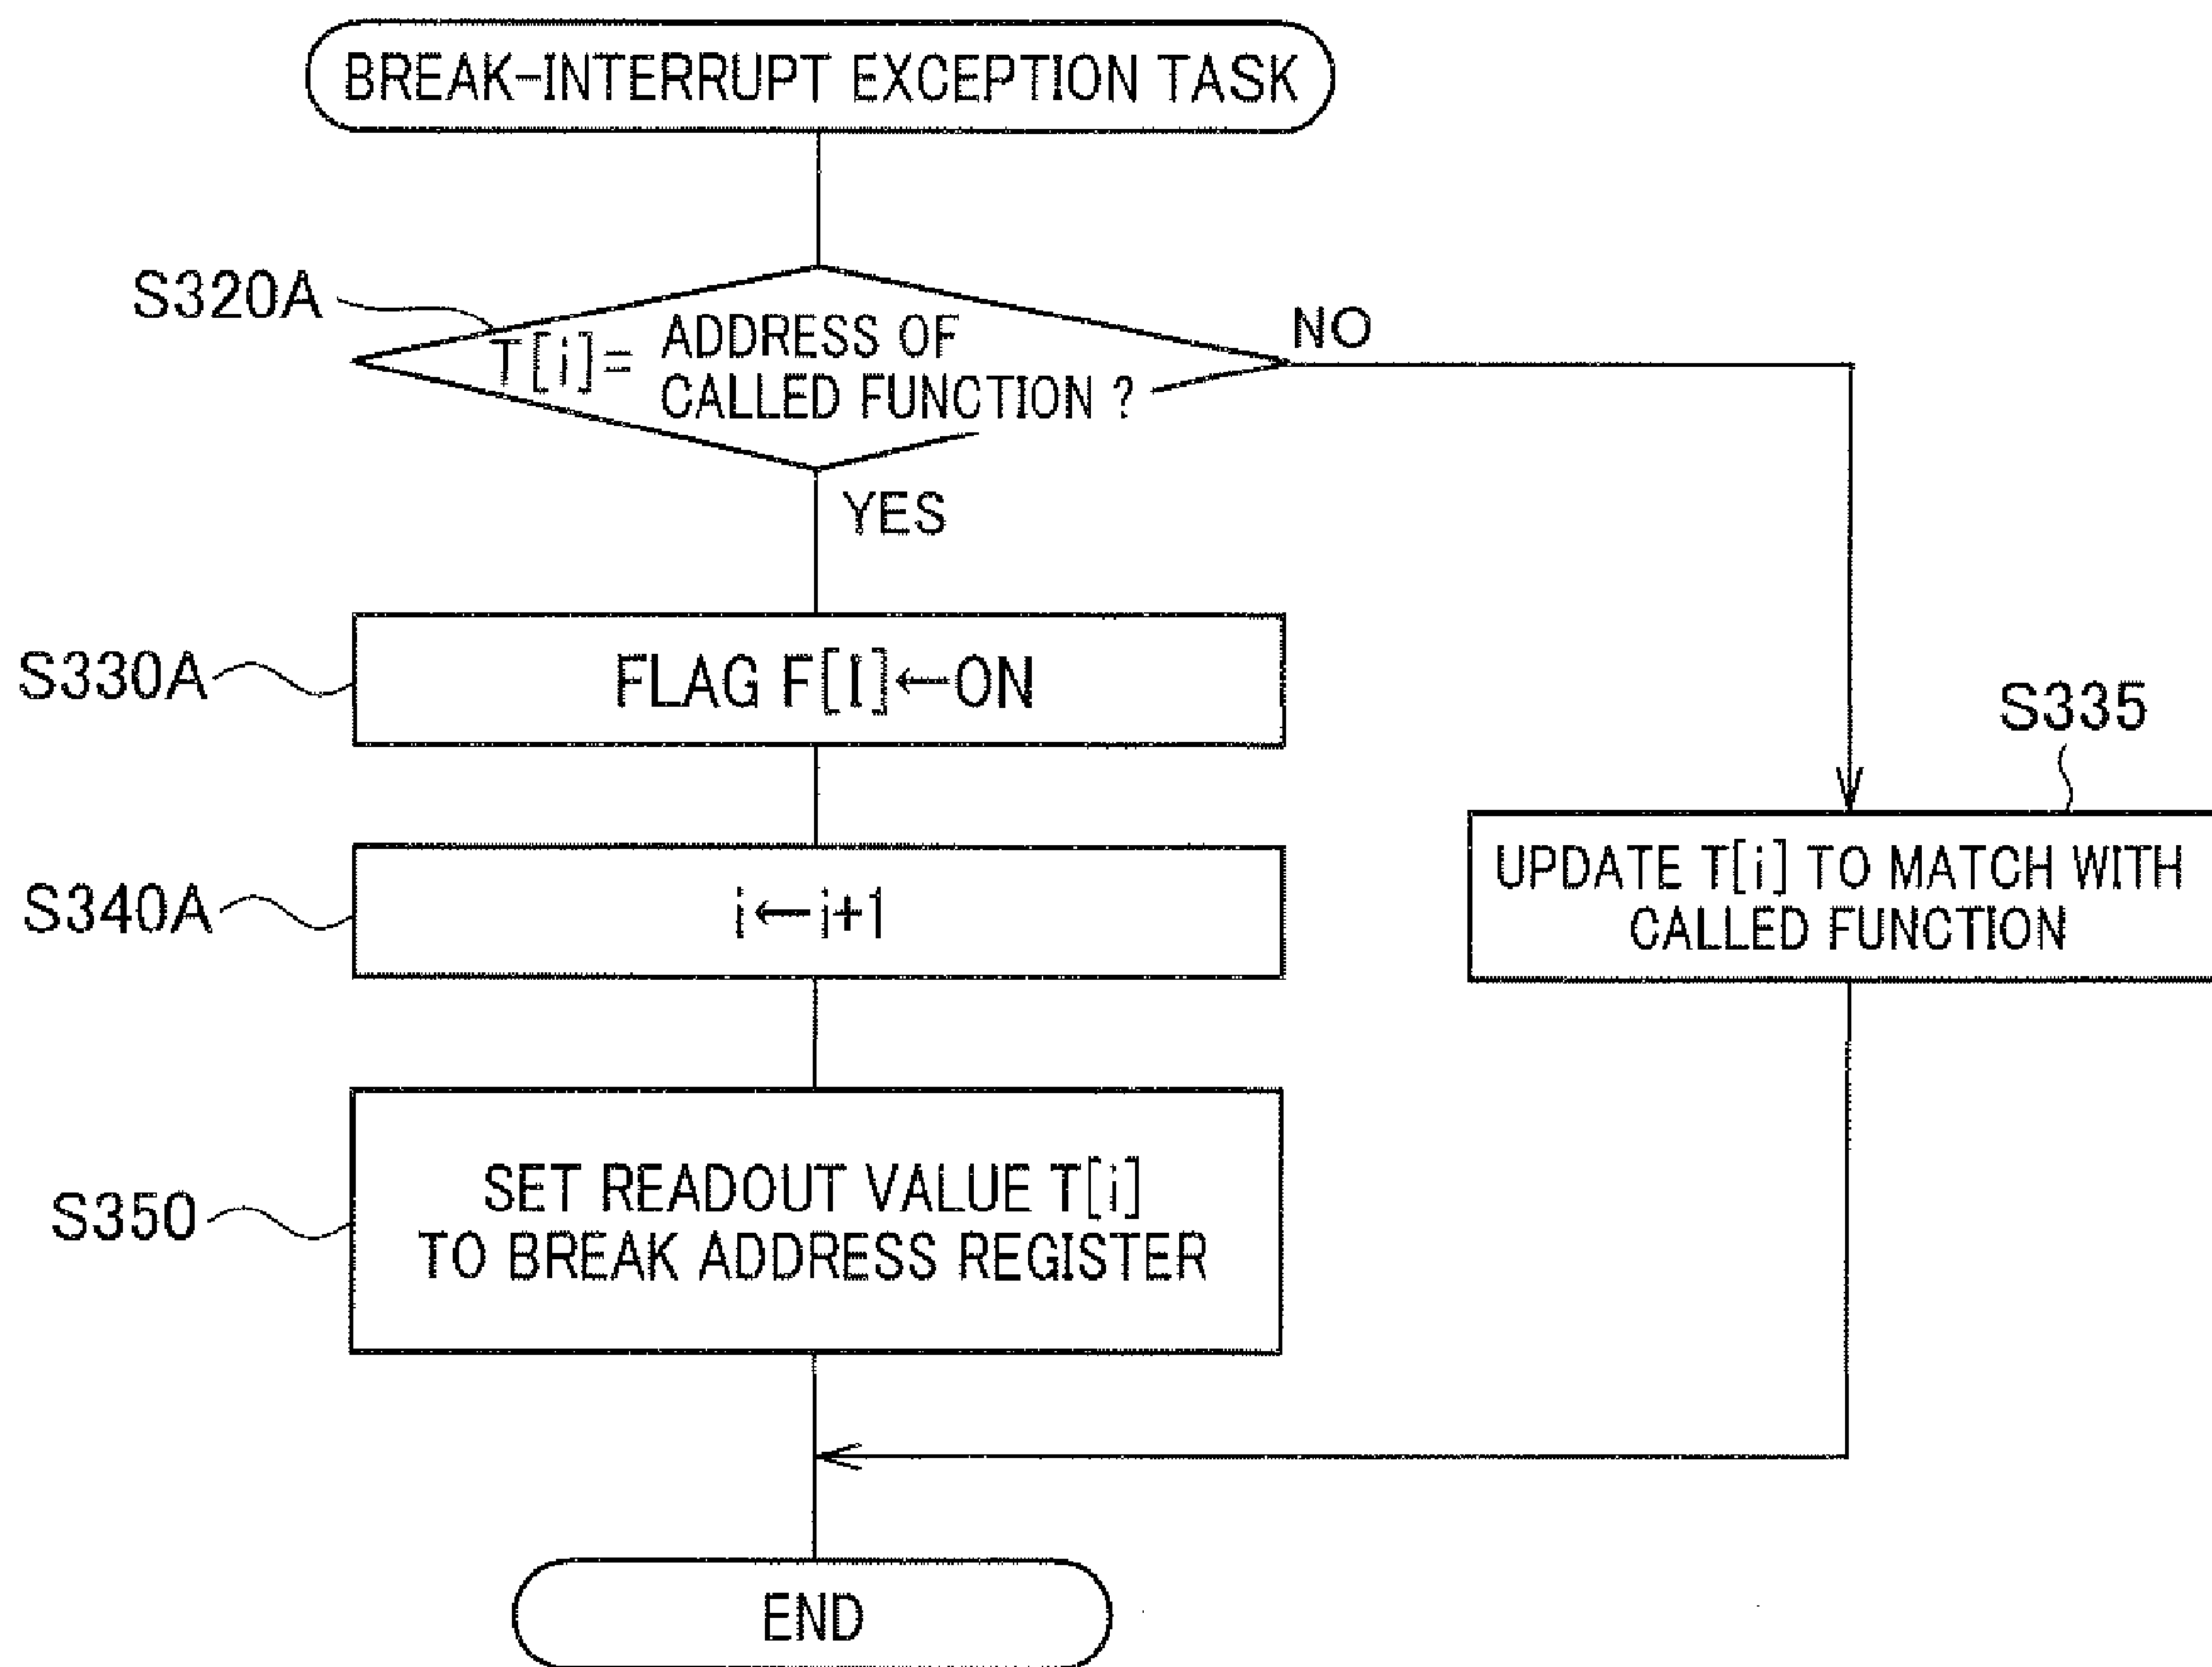 BREAK-INTERRUPT EXCEPTION TASK
S320A
T[i]= ADDRESS OF
CALLED FUNCTION ?
NO
YES
S330A
FLAG F[I]←ON
S335
UPDATE T[i] TO MATCH WITH
CALLED FUNCTION
S340A
i←i+1
S350
SET READOUT VALUE T[i]
TO BREAK ADDRESS REGISTER
END